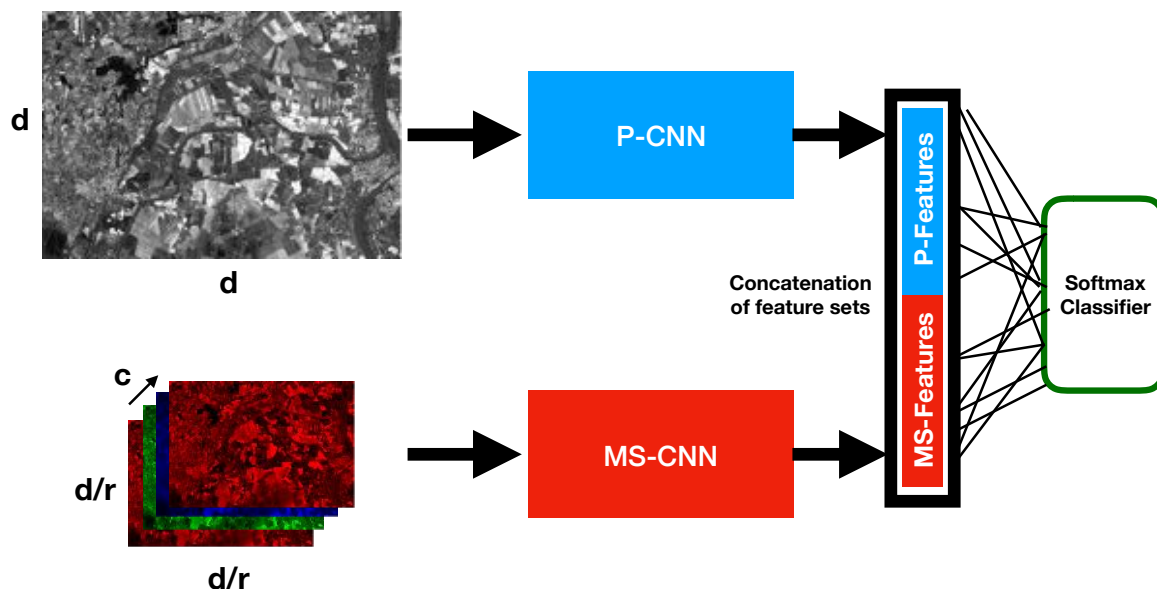 d
d
P-CNN
P-Features
Concatenation
of feature sets
Softmax
Classifier
c
d/r
d/r
MS-CNN
MS-Features